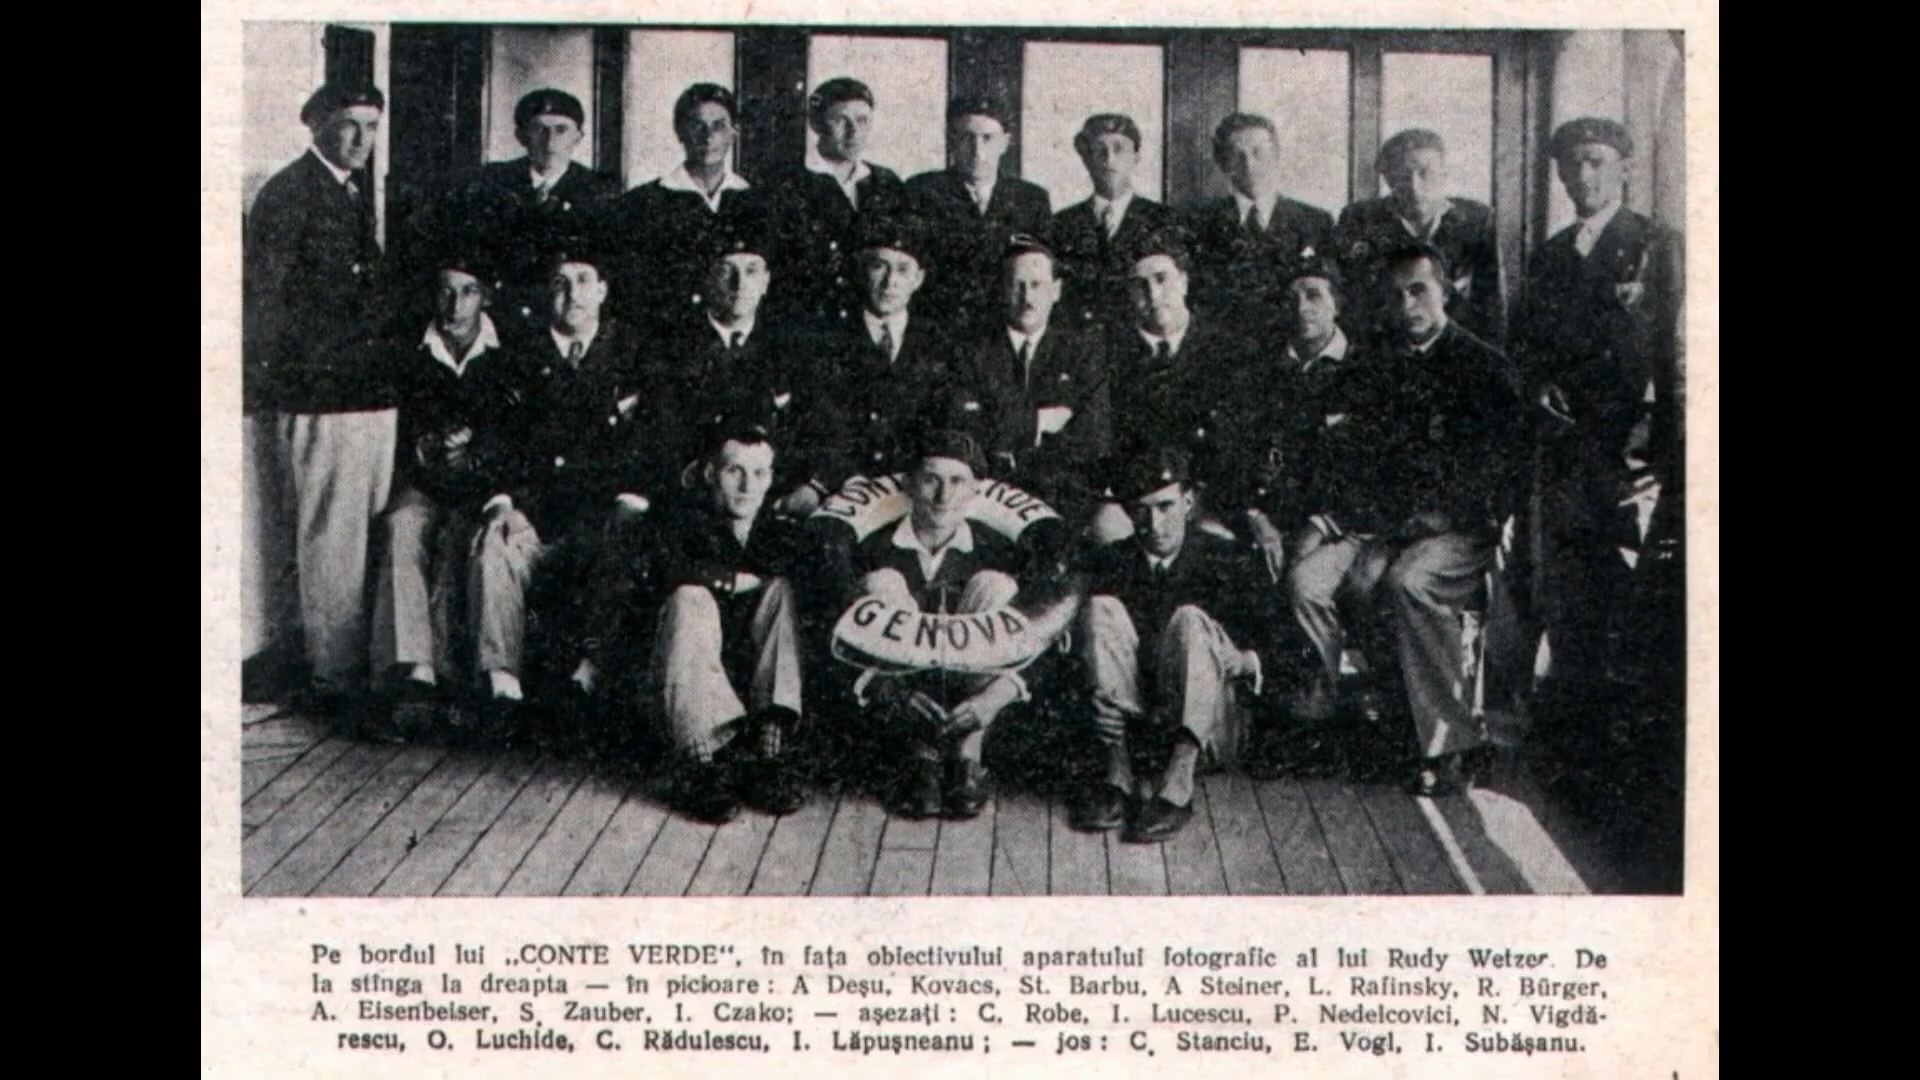 CONTE VERDE
GENOVA
Pe bordul lui „CONTE VERDE“, în fața obiectivului aparatului fotografic al lui Rudy Wetzer. De
la stînga la dreapta — în picioare : A Deșu, Kovacs, St. Barbu, A Steiner, L. Rafinsky, R. Bürger,
A. Eisenbeiser, S. Zauber, I. Czako; — așezați : C. Robe, I. Lucescu, P. Nedelcovici, N. Vigdă-
rescu, O. Luchide, C. Rădulescu, I. Lăpușneanu ; — jos : C. Stanciu, E. Vogl, I. Subășanu.